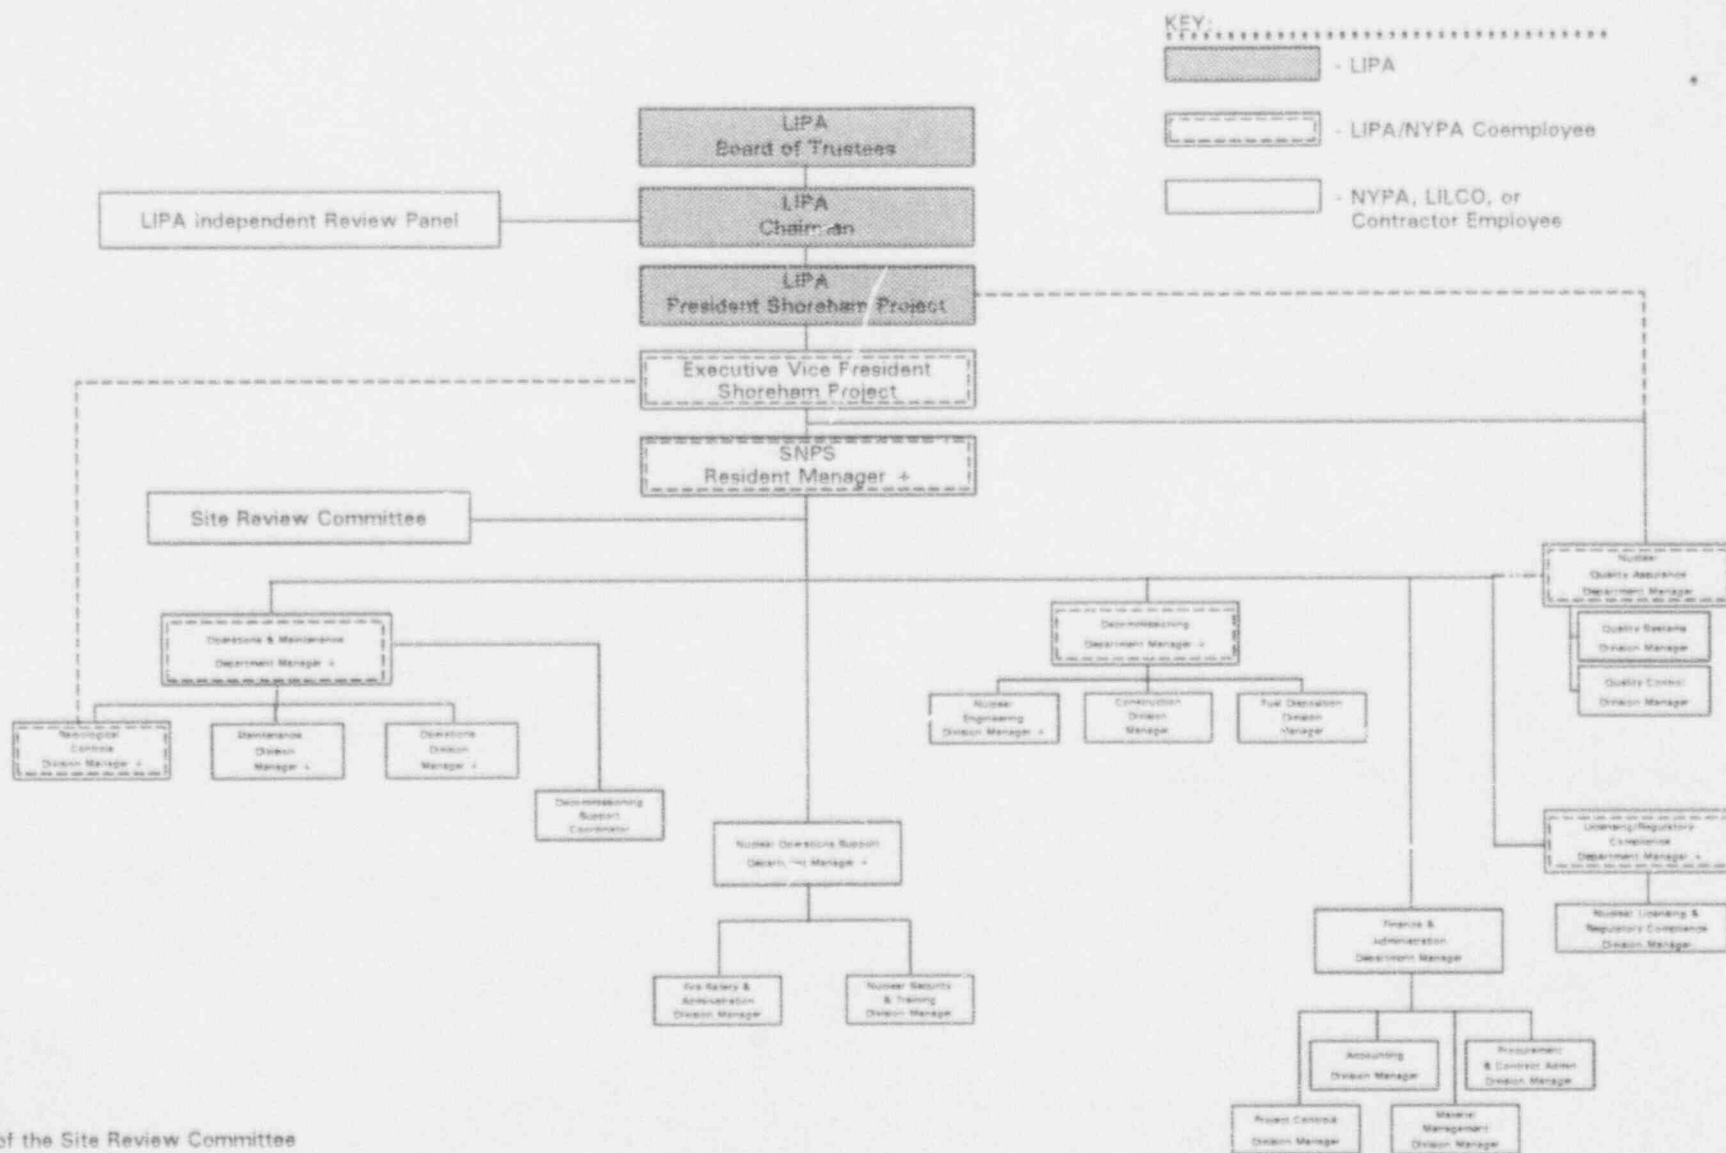 KEY:
- LIPA
- LIPA/NYPA Coemployee
- NYPA, LILCO, or
Contractor Employee
LIPA
Board of Trustees
LIPA
Chairman
LIPA independent Review Panel
LIPA
President Shoreham Project
Executive Vice President
Shoreham Project
SNPS
Resident Manager +
Site Review Committee
Nuclear
Quality Assurance
Department Manager
Quality Systems
Division Manager
Quality Control
Division Manager
Operations & Maintenance
Department Manager +
Decommissioning
Department Manager +
Radiological
Controls
Division Manager +
Maintenance
Division
Manager +
Operations
Division
Manager +
Nuclear
Engineering
Division Manager +
Construction
Division
Manager
Fuel Disposition
Division
Manager
Decommissioning
Support
Coordinator
Nuclear Operations Support
Department Manager +
Licensing/Regulatory
Compliance
Department Manager +
Nuclear Licensing &
Regulatory Compliance
Division Manager
Finance &
Administration
Department Manager
Fire Safety &
Administration
Division Manager
Nuclear Security
& Training
Division Manager
Accounting
Division Manager
Procurement
& Contract Admin
Division Manager
Project Controls
Division Manager
Material
Management
Division Manager
of the Site Review Committee